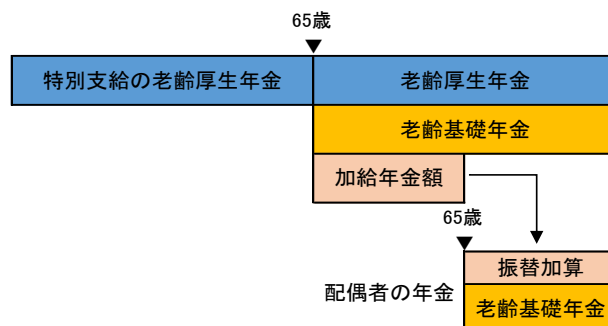 65歳
特別支給の老齢厚生年金
老齢厚生年金
老齢基礎年金
加給年金額
65歳
振替加算
配偶者の年金
老齢基礎年金